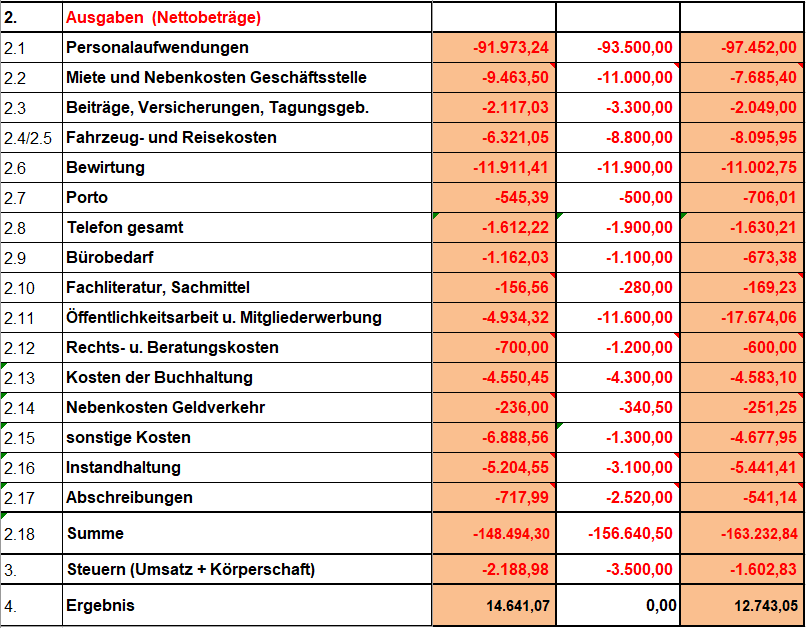 2. Ausgaben (Nettobeträge)
2.1 Personalaufwendungen -91.973,24 -93.500,00 -97.452,00
2.2 Miete und Nebenkosten Geschäftsstelle -9.463,50 -11.000,00 -7.685,40
2.3 Beiträge, Versicherungen, Tagungsgeb. -2.117,03 -3.300,00 -2.049,00
2.4/2.5 Fahrzeug- und Reisekosten -6.321,05 -8.800,00 -8.095,95
2.6 Bewirtung -11.911,41 -11.900,00 -11.002,75
2.7 Porto -545,39 -500,00 -706,01
2.8 Telefon gesamt -1.612,22 -1.900,00 -1.630,21
2.9 Bürobedarf -1.162,03 -1.100,00 -673,38
2.10 Fachliteratur, Sachmittel -156,56 -280,00 -169,23
2.11 Öffentlichkeitsarbeit u. Mitgliederwerbung -4.934,32 -11.600,00 -17.674,06
2.12 Rechts- u. Beratungskosten -700,00 -1.200,00 -600,00
2.13 Kosten der Buchhaltung -4.550,45 -4.300,00 -4.583,10
2.14 Nebenkosten Geldverkehr -236,00 -340,50 -251,25
2.15 sonstige Kosten -6.888,56 -1.300,00 -4.677,95
2.16 Instandhaltung -5.204,55 -3.100,00 -5.441,41
2.17 Abschreibungen -717,99 -2.520,00 -541,14
2.18 Summe -148.494,30 -156.640,50 -163.232,84
3. Steuern (Umsatz + Körperschaft) -2.188,98 -3.500,00 -1.602,83
4. Ergebnis 14.641,07 0,00 12.743,05